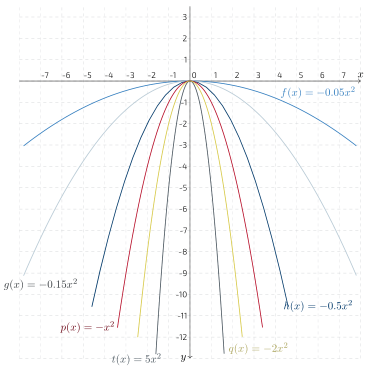 3
2
1
-7 -6 -5 -4 -3 -2 -1 0 1 2 3 4 5 6 7 x
f(x) = −0.05x²
-1
-2
-3
-4
-5
-6
-7
-8
-9
g(x) = −0.15x²
-10
h(x) = −0.5x²
-11
p(x) = −x²
-12
q(x) = −2x²
t(x) = 5x²
y